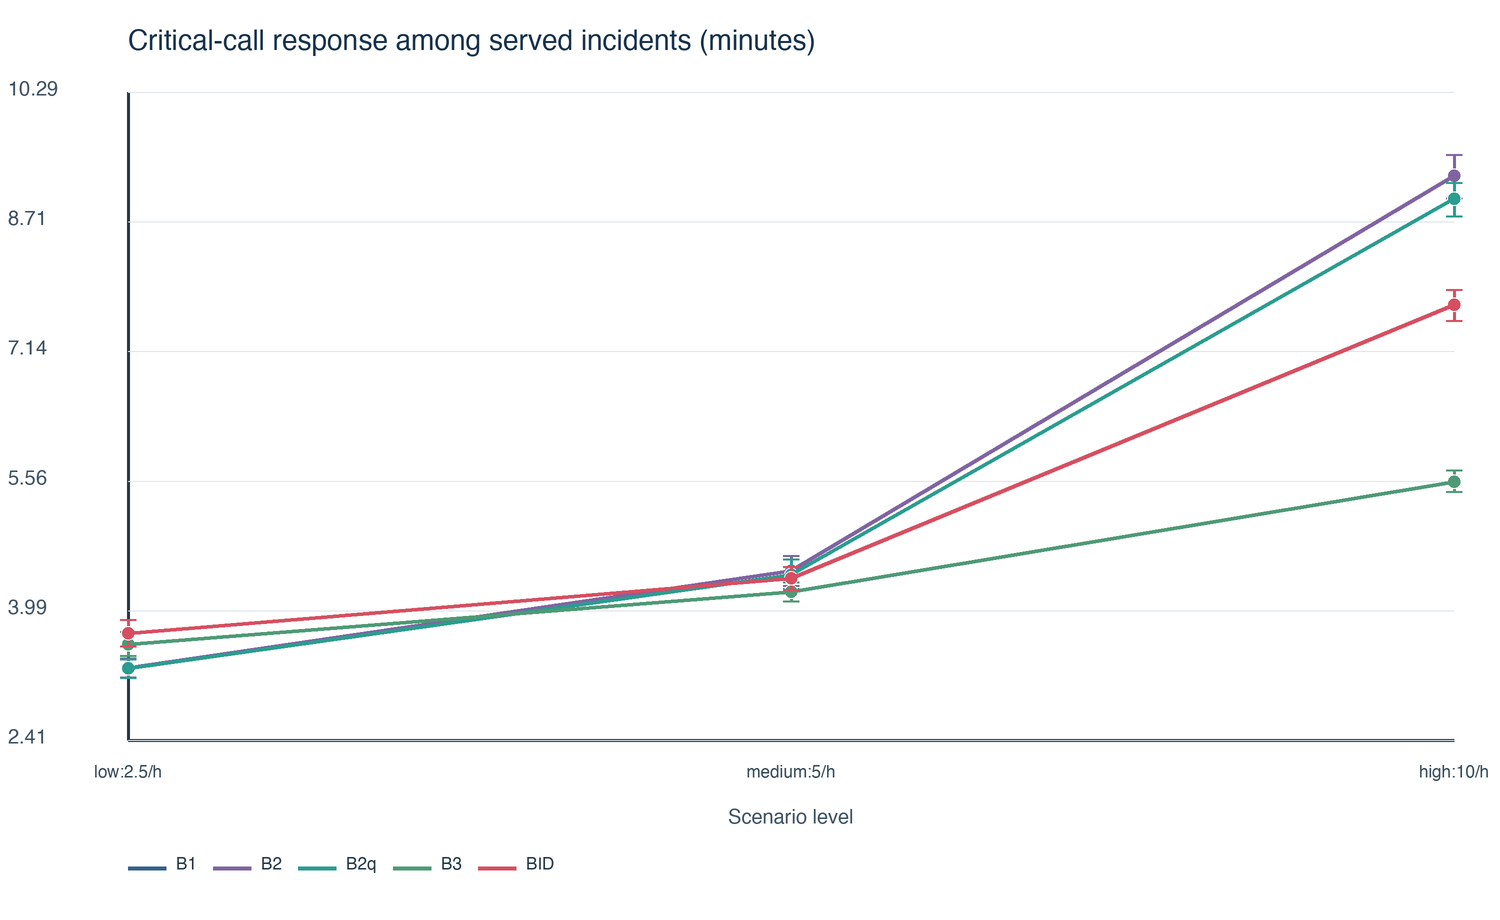 Critical-call response among served incidents (minutes)
10.29
8.71
7.14
5.56
3.99
2.41
low:2.5/h medium:5/h high:10/h
Scenario level
B1 B2 B2q B3 BID